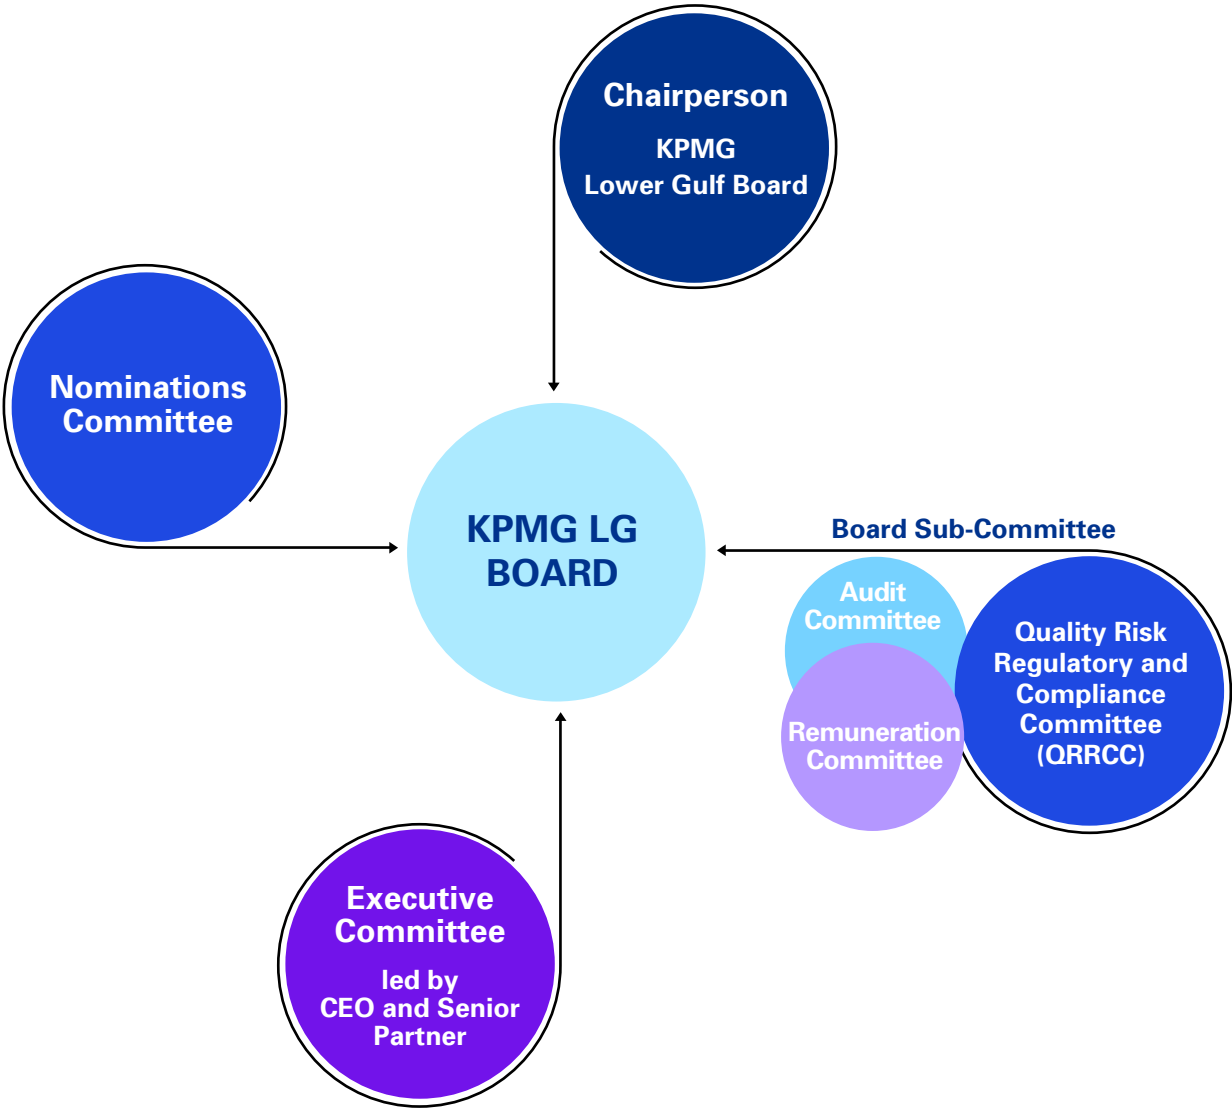 Chairperson
KPMG
Lower Gulf Board
Nominations
Committee
KPMG LG
BOARD
Board Sub-Committee
Audit
Committee
Remuneration
Committee
Quality Risk
Regulatory and
Compliance
Committee
(QRRCC)
Executive
Committee
led by
CEO and Senior
Partner